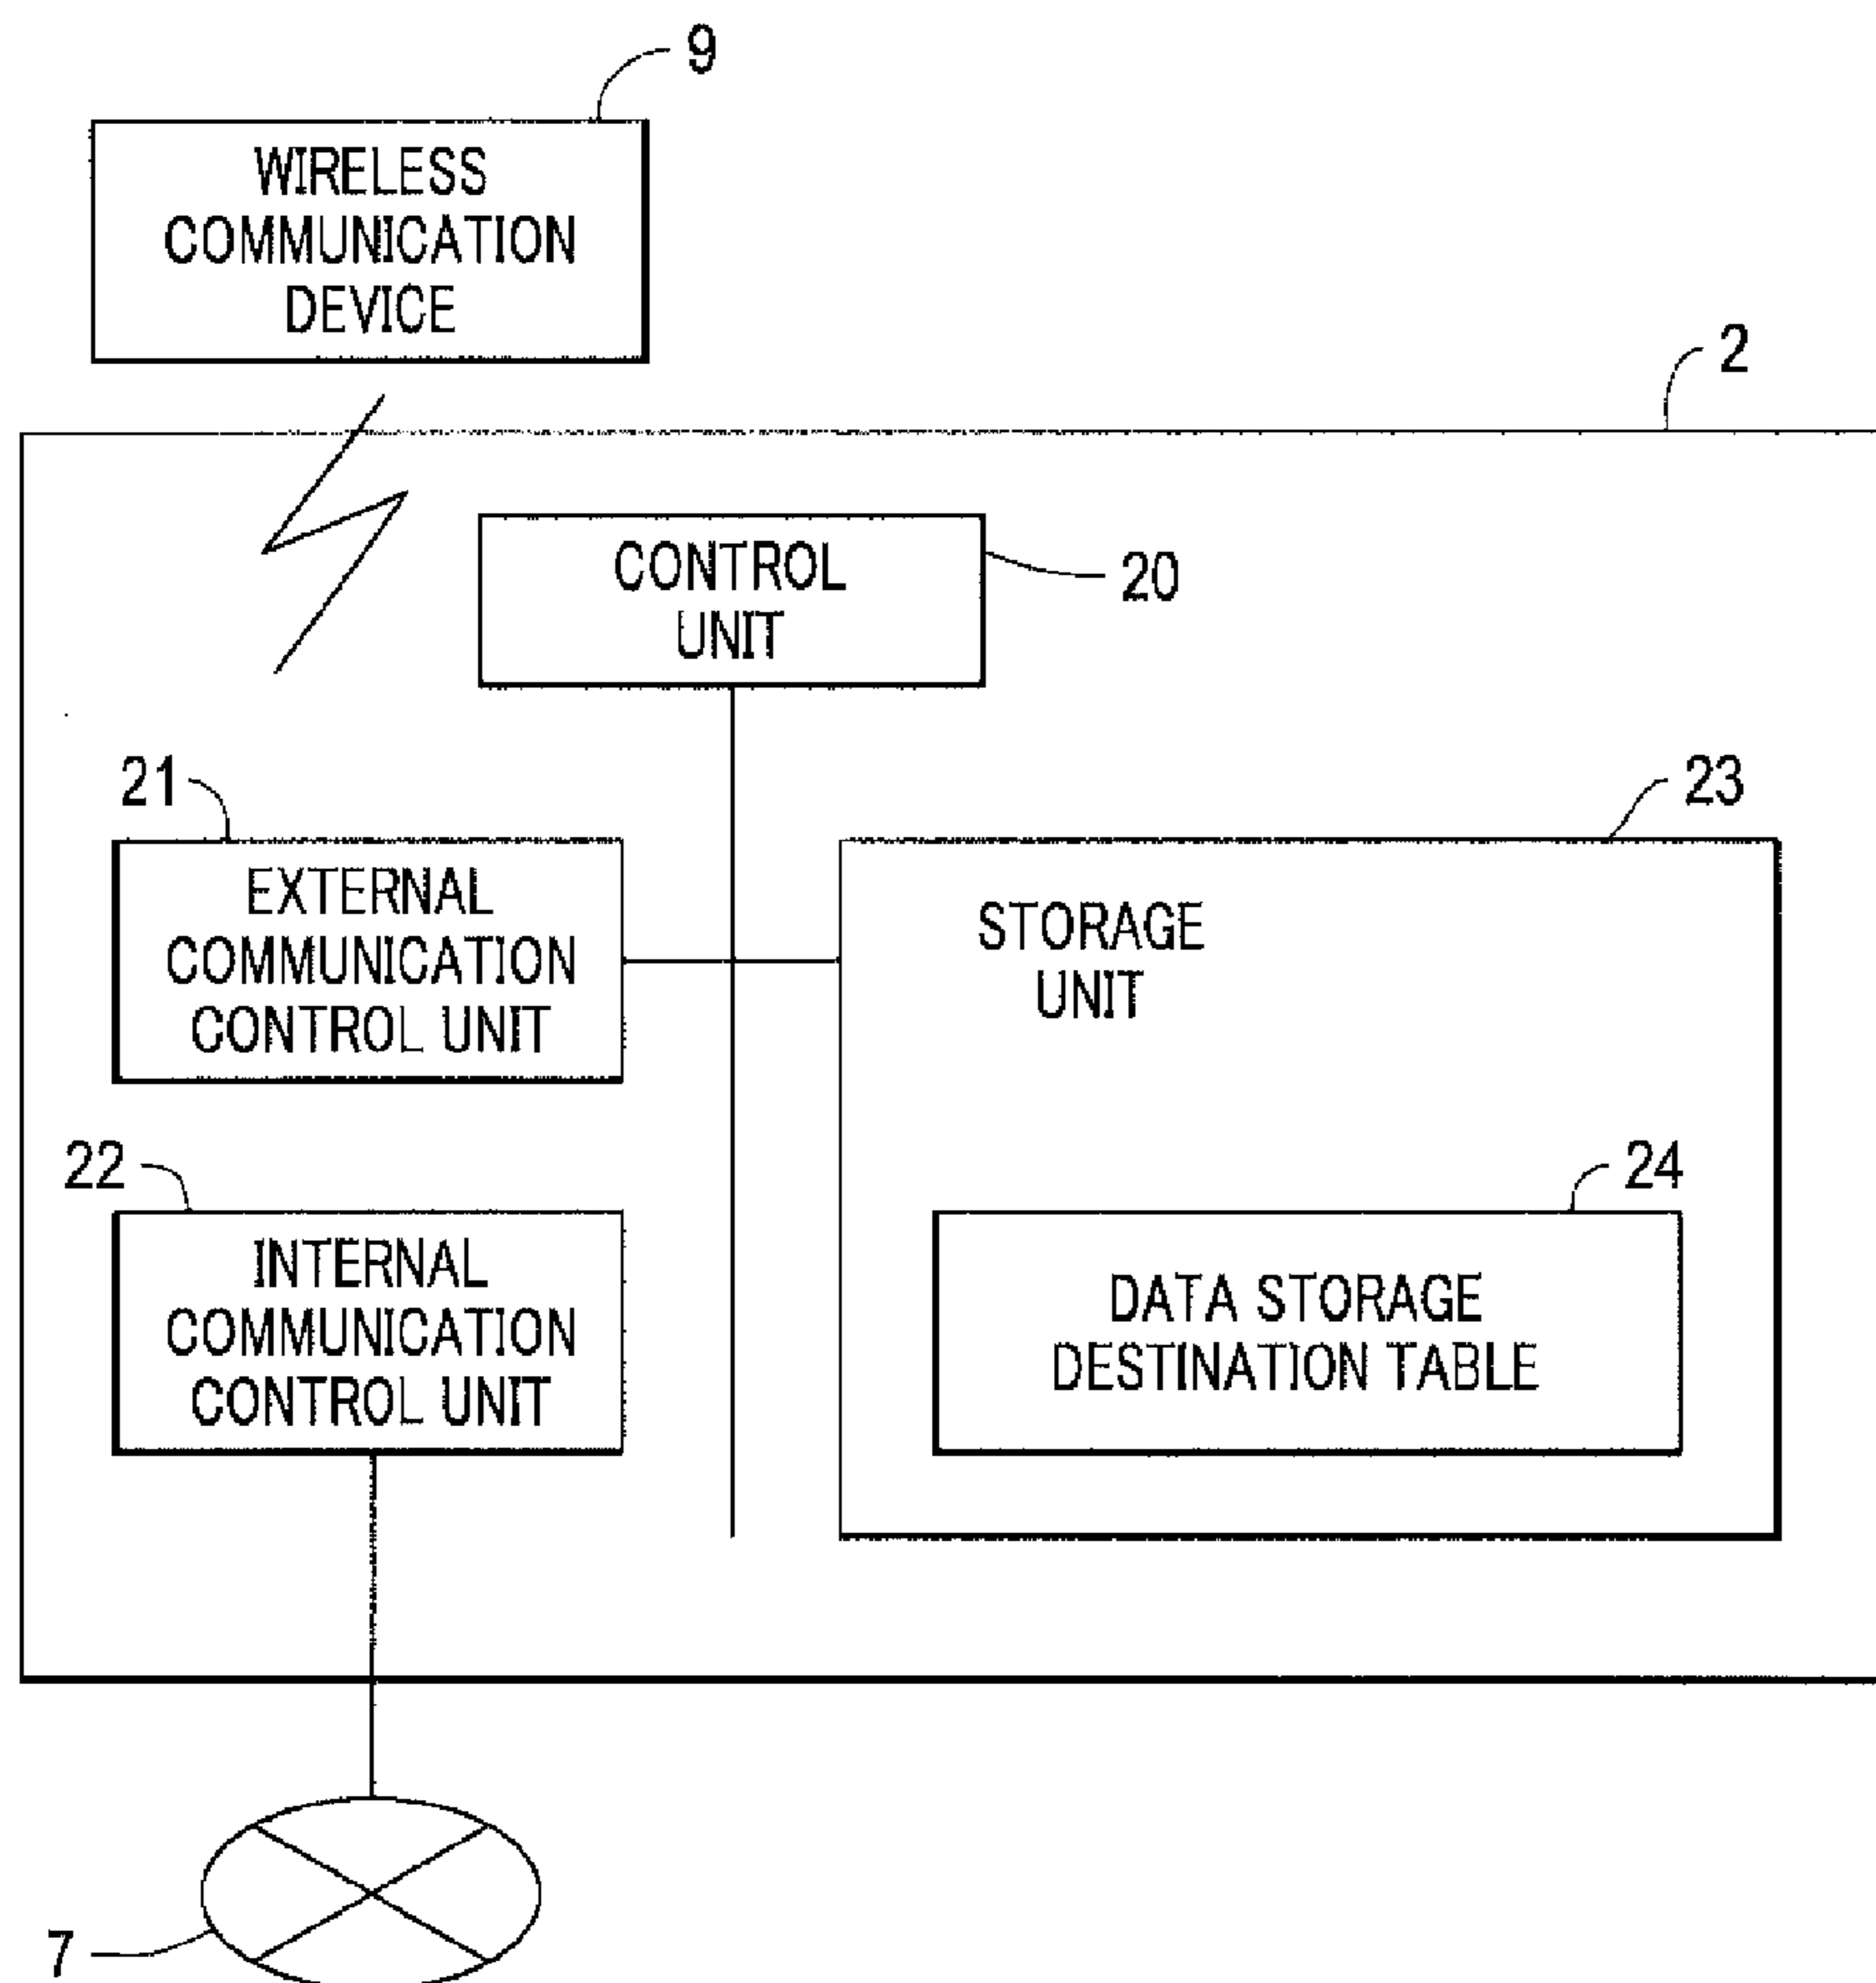 9
WIRELESS
COMMUNICATION
DEVICE
2
CONTROL
UNIT
20
21
EXTERNAL
COMMUNICATION
CONTROL UNIT
23
STORAGE
UNIT
22
INTERNAL
COMMUNICATION
CONTROL UNIT
24
DATA STORAGE
DESTINATION TABLE
7